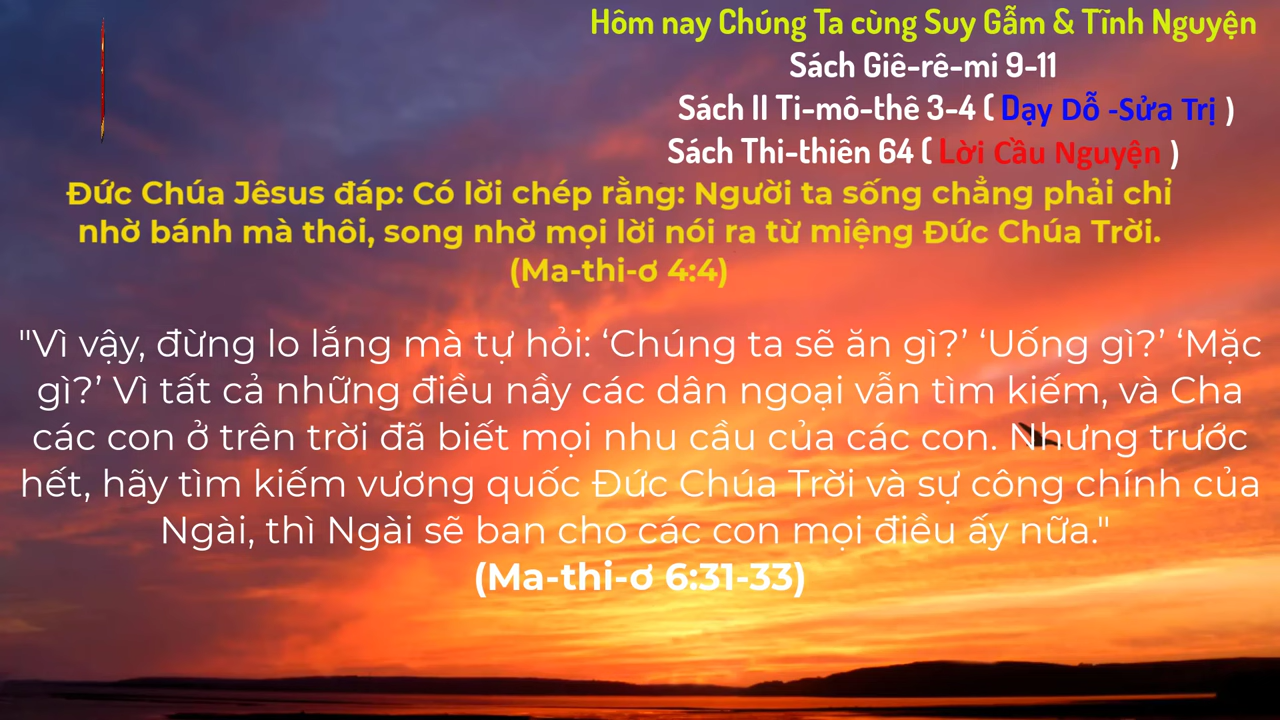 Hôm nay Chúng Ta cùng Suy Gẫm & Tĩnh Nguyện
Sách Giê-rê-mi 9-11
Sách II Ti-mô-thê 3-4 ( Dạy Dỗ -Sửa Trị )
Sách Thi-thiên 64 ( Lời Cầu Nguyện )
Đức Chúa Jêsus đáp: Có lời chép rằng: Người ta sống chẳng phải chỉ
nhờ bánh mà thôi, song nhờ mọi lời nói ra từ miệng Đức Chúa Trời.
(Ma-thi-ơ 4:4)
"Vì vậy, đừng lo lắng mà tự hỏi: ‘Chúng ta sẽ ăn gì?’ ‘Uống gì?’ ‘Mặc
gì?’ Vì tất cả những điều nầy các dân ngoại vẫn tìm kiếm, và Cha
các con ở trên trời đã biết mọi nhu cầu của các con. Nhưng trước
hết, hãy tìm kiếm vương quốc Đức Chúa Trời và sự công chính của
Ngài, thì Ngài sẽ ban cho các con mọi điều ấy nữa."
(Ma-thi-ơ 6:31-33)